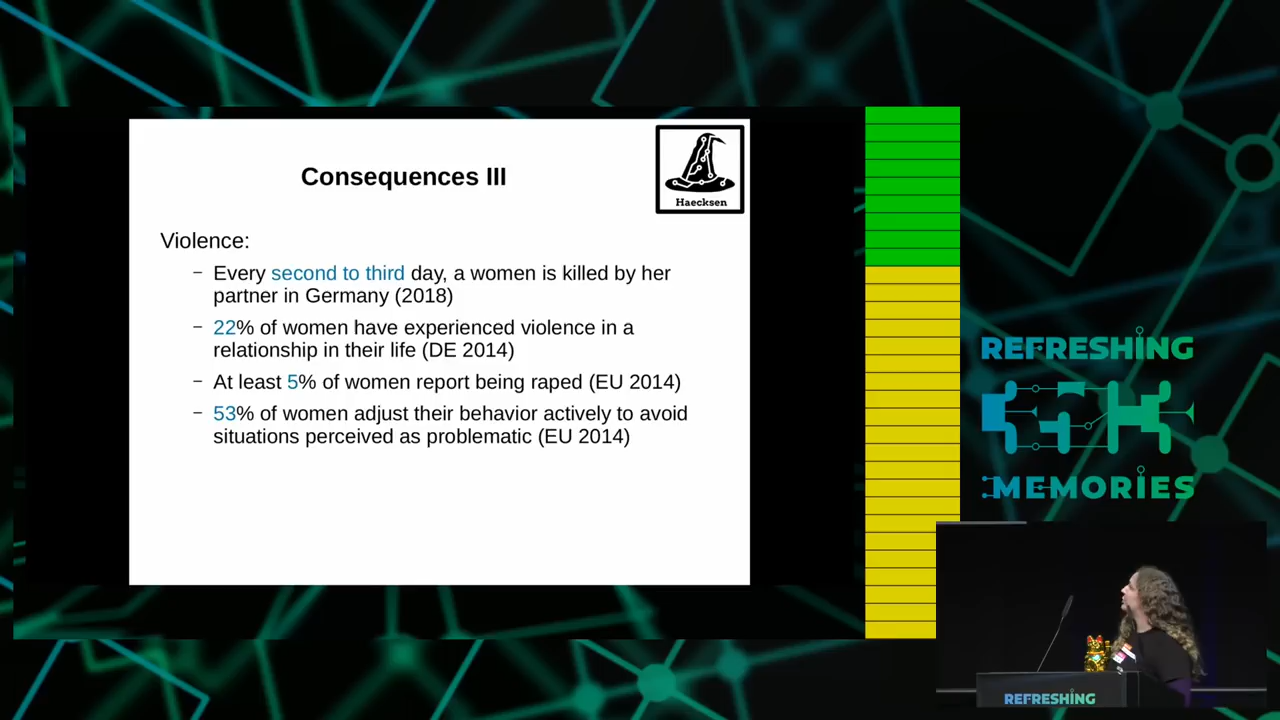 Consequences III
Haecksen
Violence:
– Every second to third day, a women is killed by her
partner in Germany (2018)
– 22% of women have experienced violence in a
relationship in their life (DE 2014)
– At least 5% of women report being raped (EU 2014)
– 53% of women adjust their behavior actively to avoid
situations perceived as problematic (EU 2014)
REFRESHING
MEMORIES
REFRESHING